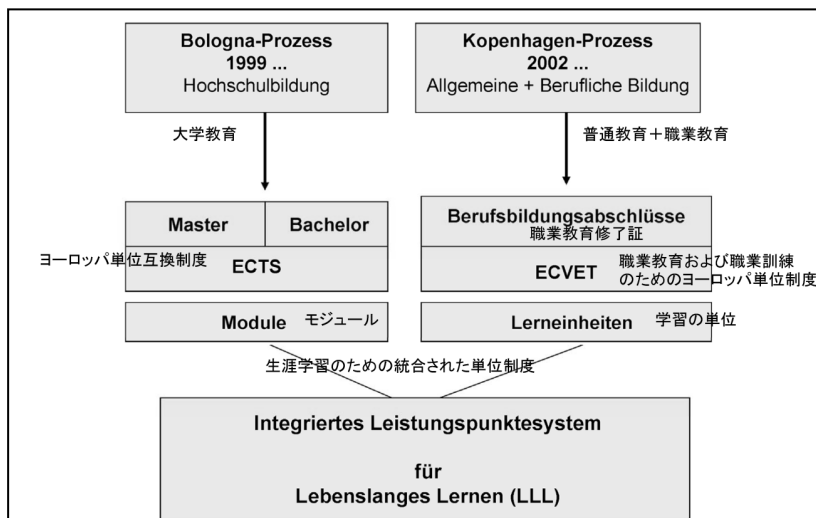 Bologna-Prozess
1999 ...
Hochschulbildung
Kopenhagen-Prozess
2002 ...
Allgemeine + Berufliche Bildung
大学教育
普通教育＋職業教育
Master
Bachelor
ヨーロッパ単位互換制度
ECTS
Berufsbildungsabschlüsse
職業教育修了証
ECVET
職業教育および職業訓練
のためのヨーロッパ単位制度
Module
モジュール
Lerneinheiten
学習の単位
生涯学習のための統合された単位制度
Integriertes Leistungspunktesystem
für
Lebenslanges Lernen (LLL)